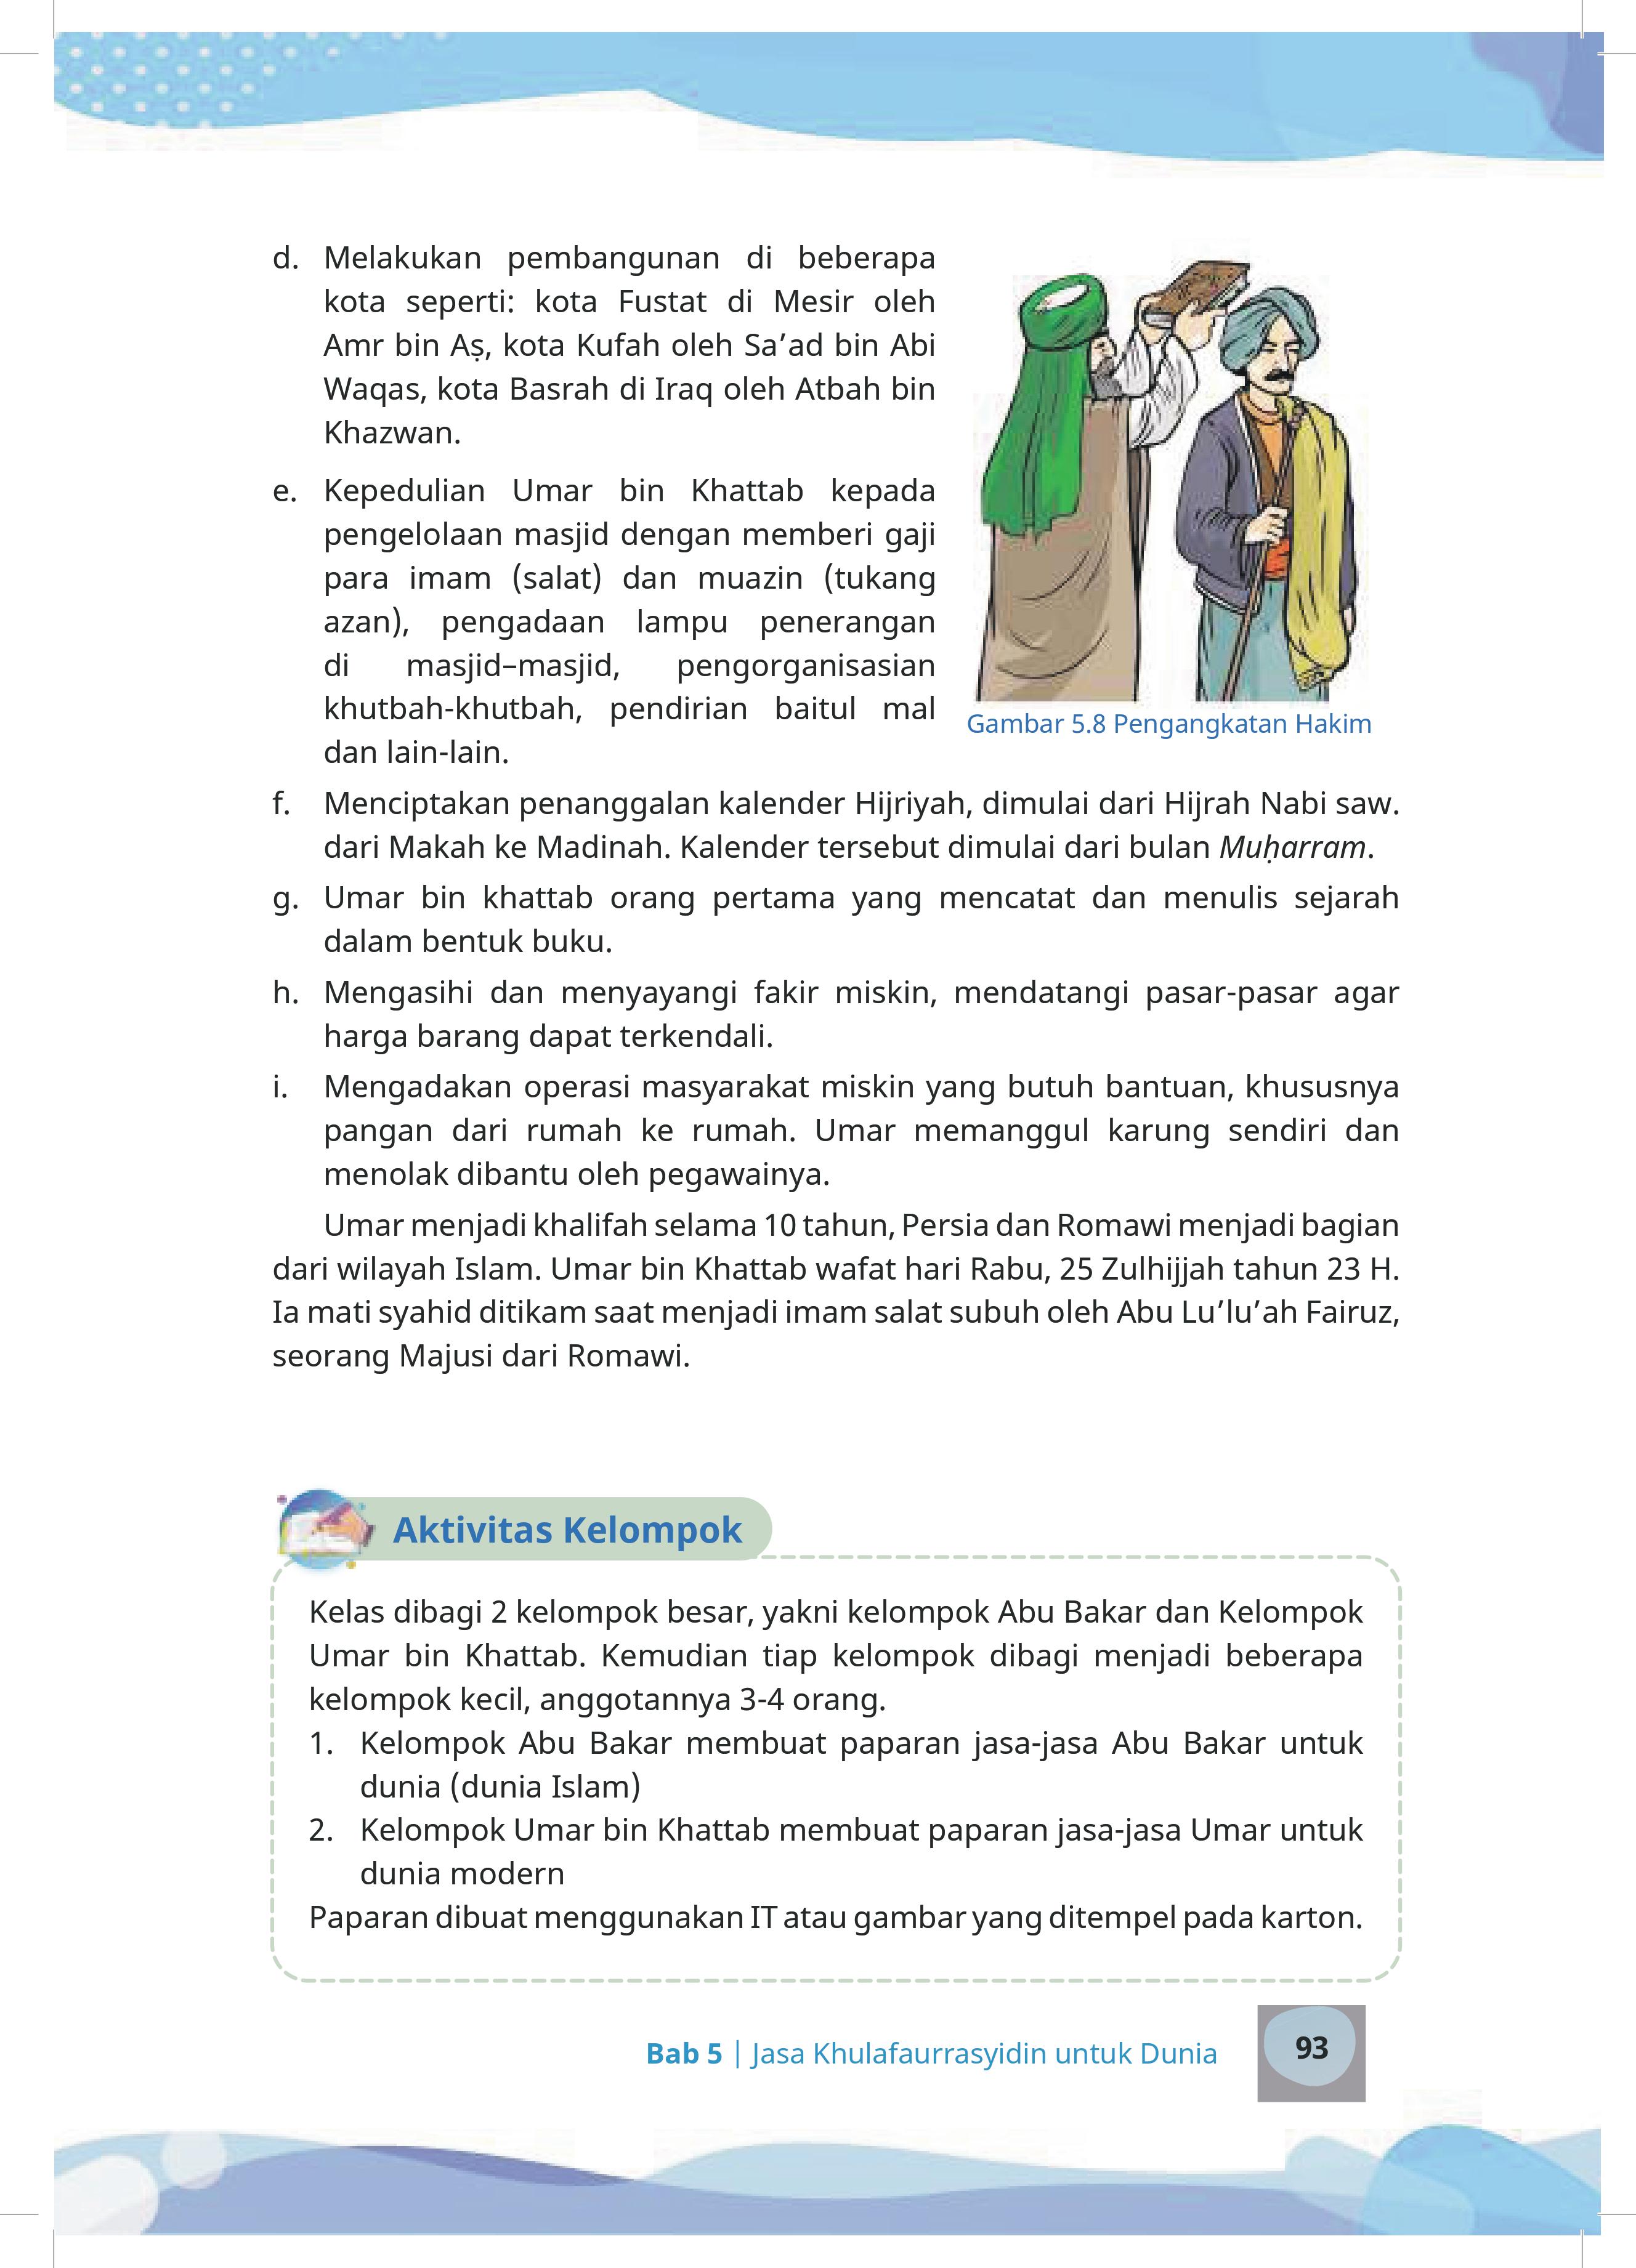 d. Melakukan pembangunan di beberapa
kota seperti: kota Fustat di Mesir oleh
Amr bin Aṣ, kota Kufah oleh Sa’ad bin Abi
Waqas, kota Basrah di Iraq oleh Atbah bin
Khazwan.
e. Kepedulian Umar bin Khattab kepada
pengelolaan masjid dengan memberi gaji
para imam (salat) dan muazin (tukang
azan), pengadaan lampu penerangan
di masjid–masjid, pengorganisasian
khutbah-khutbah, pendirian baitul mal
dan lain-lain.
Gambar 5.8 Pengangkatan Hakim
f. Menciptakan penanggalan kalender Hijriyah, dimulai dari Hijrah Nabi saw.
dari Makah ke Madinah. Kalender tersebut dimulai dari bulan Muḥarram.
g. Umar bin khattab orang pertama yang mencatat dan menulis sejarah
dalam bentuk buku.
h. Mengasihi dan menyayangi fakir miskin, mendatangi pasar-pasar agar
harga barang dapat terkendali.
i. Mengadakan operasi masyarakat miskin yang butuh bantuan, khususnya
pangan dari rumah ke rumah. Umar memanggul karung sendiri dan
menolak dibantu oleh pegawainya.
Umar menjadi khalifah selama 10 tahun, Persia dan Romawi menjadi bagian
dari wilayah Islam. Umar bin Khattab wafat hari Rabu, 25 Zulhijjah tahun 23 H.
Ia mati syahid ditikam saat menjadi imam salat subuh oleh Abu Lu’lu’ah Fairuz,
seorang Majusi dari Romawi.
Aktivitas Kelompok
Kelas dibagi 2 kelompok besar, yakni kelompok Abu Bakar dan Kelompok
Umar bin Khattab. Kemudian tiap kelompok dibagi menjadi beberapa
kelompok kecil, anggotannya 3-4 orang.
1. Kelompok Abu Bakar membuat paparan jasa-jasa Abu Bakar untuk
dunia (dunia Islam)
2. Kelompok Umar bin Khattab membuat paparan jasa-jasa Umar untuk
dunia modern
Paparan dibuat menggunakan IT atau gambar yang ditempel pada karton.
Bab 5 | Jasa Khulafaurrasyidin untuk Dunia
93